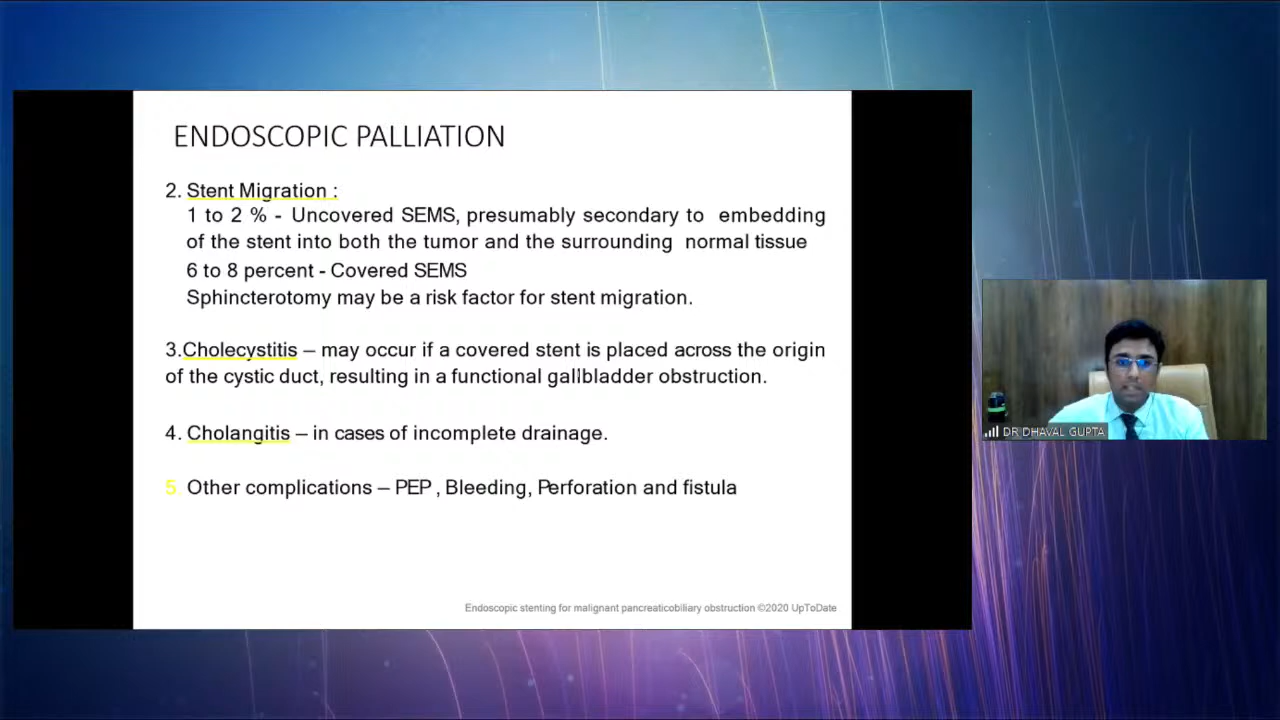 ENDOSCOPIC PALLIATION
2. Stent Migration :
1 to 2 % - Uncovered SEMS, presumably secondary to embedding
of the stent into both the tumor and the surrounding normal tissue
6 to 8 percent - Covered SEMS
Sphincterotomy may be a risk factor for stent migration.
3.Cholecystitis – may occur if a covered stent is placed across the origin
of the cystic duct, resulting in a functional gallbladder obstruction.
4. Cholangitis – in cases of incomplete drainage.
5. Other complications – PEP , Bleeding, Perforation and fistula
Endoscopic stenting for malignant pancreaticobiliary obstruction ©2020 UpToDate
DR DHAVAL GUPTA